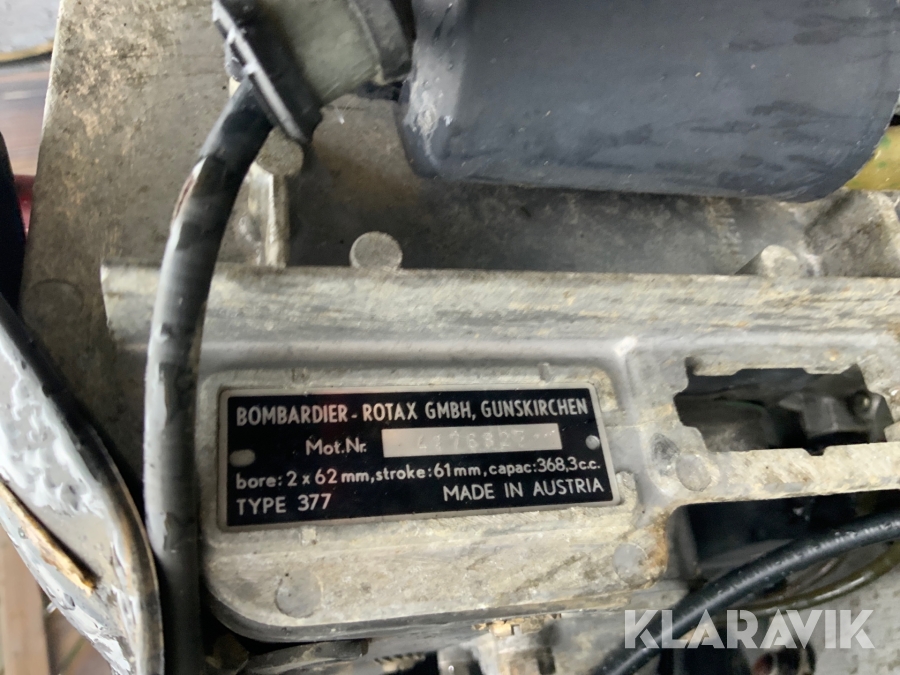 BOMBARDIER - ROTAX GMBH, GUNSKIRCHEN
Mot.Nr.
bore: 2 x 62 mm, stroke: 61 mm, capac: 368,3 c.c.
TYPE 377 MADE IN AUSTRIA
KLARAVIK